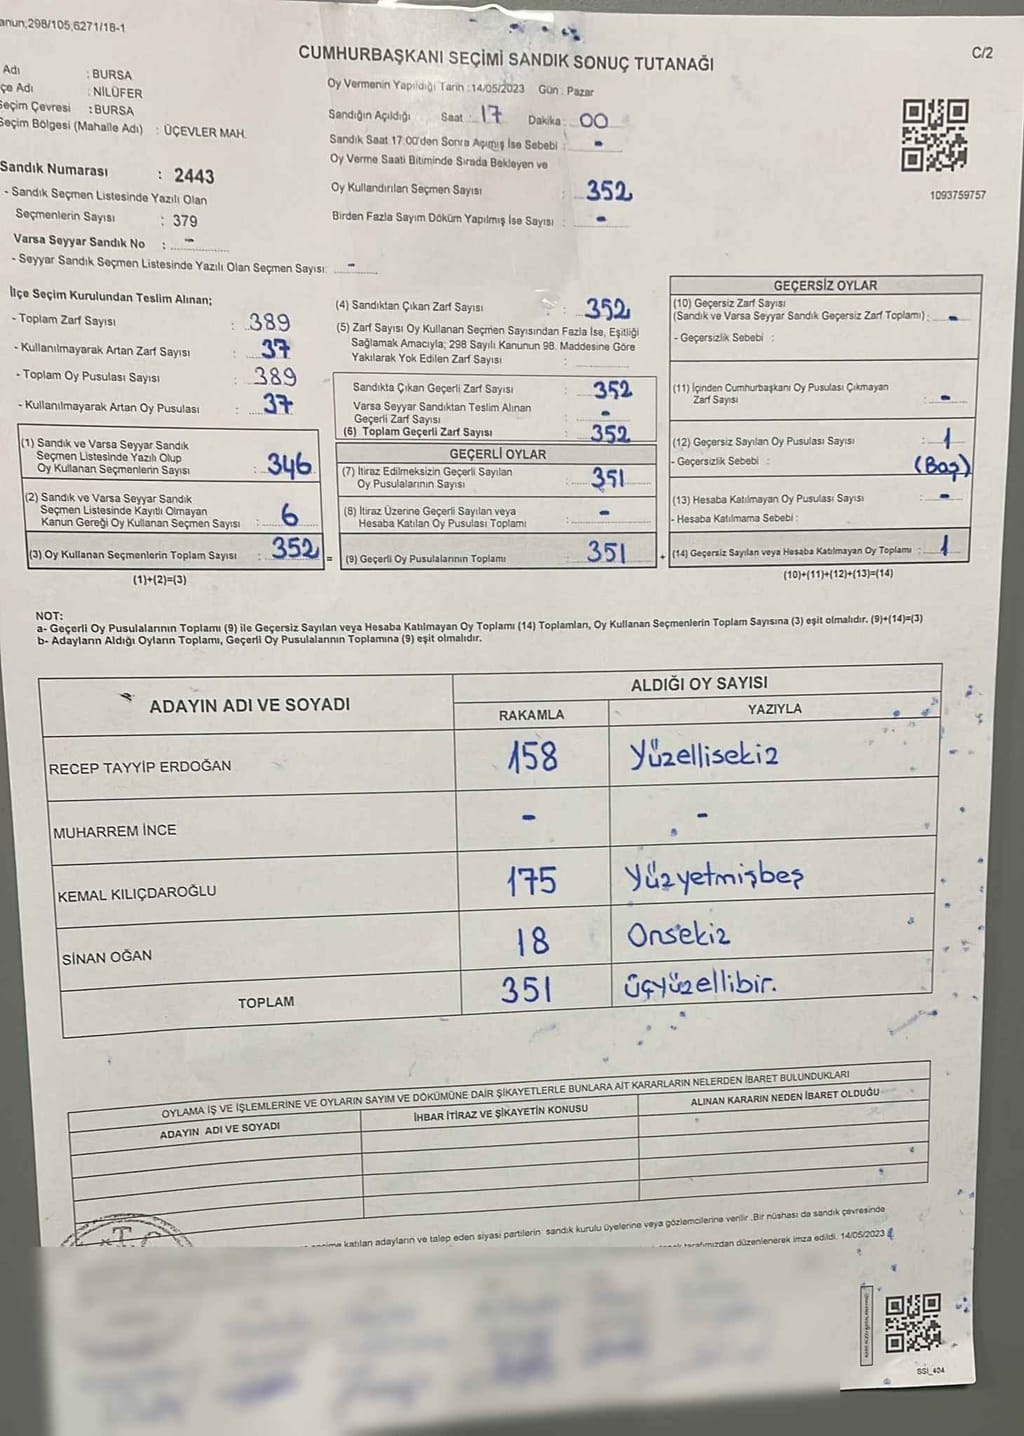 anun;298/105;6271/18-1
CUMHURBAŞKANI SEÇİMİ SANDIK SONUÇ TUTANAĞI
C/2
Adı : BURSA
çe Adı : NİLÜFER
Seçim Çevresi : BURSA
Seçim Bölgesi (Mahalle Adı) : ÜÇEVLER MAH.
Oy Vermenin Yapıldığı Tarih : 14/05/2023 Gün : Pazar
Sandığın Açıldığı Saat : 17 Dakika : 00
Sandık Saat 17:00'den Sonra Açımış İse Sebebi : -
Oy Verme Saati Bitiminde Sırada Bekleyen ve
Oy Kullandırılan Seçmen Sayısı : 352
Birden Fazla Sayım Döküm Yapılmış İse Sayısı : -
1093759757
Sandık Numarası : 2443
- Sandık Seçmen Listesinde Yazılı Olan
Seçmenlerin Sayısı : 379
Varsa Seyyar Sandık No : -
- Seyyar Sandık Seçmen Listesinde Yazılı Olan Seçmen Sayısı: -
İlçe Seçim Kurulundan Teslim Alınan;
- Toplam Zarf Sayısı : 389
- Kullanılmayarak Artan Zarf Sayısı : 37
- Toplam Oy Pusulası Sayısı : 389
- Kullanılmayarak Artan Oy Pusulası : 37
(1) Sandık ve Varsa Seyyar Sandık
Seçmen Listesinde Yazılı Olup
Oy Kullanan Seçmenlerin Sayısı : 346
(2) Sandık ve Varsa Seyyar Sandık
Seçmen Listesinde Kayıtlı Olmayan
Kanun Gereği Oy Kullanan Seçmen Sayısı : 6
(3) Oy Kullanan Seçmenlerin Toplam Sayısı : 352 =
(1)+(2)=(3)
(4) Sandıktan Çıkan Zarf Sayısı : 352
(5) Zarf Sayısı Oy Kullanan Seçmen Sayısından Fazla İse, Eşitliği
Sağlamak Amacıyla; 298 Sayılı Kanunun 98. Maddesine Göre
Yakılarak Yok Edilen Zarf Sayısı :
Sandıkta Çıkan Geçerli Zarf Sayısı : 352
Varsa Seyyar Sandıktan Teslim Alınan
Geçerli Zarf Sayısı : -
(6) Toplam Geçerli Zarf Sayısı : 352
GEÇERLİ OYLAR
(7) İtiraz Edilmeksizin Geçerli Sayılan
Oy Pusulalarının Sayısı : 351
(8) İtiraz Üzerine Geçerli Sayılan veya
Hesaba Katılan Oy Pusulası Toplamı : -
(9) Geçerli Oy Pusulalarının Toplamı : 351 +
GEÇERSİZ OYLAR
(10) Geçersiz Zarf Sayısı
(Sandık ve Varsa Seyyar Sandık Geçersiz Zarf Toplamı) : -
- Geçersizlik Sebebi :
(11) İçinden Cumhurbaşkanı Oy Pusulası Çıkmayan
Zarf Sayısı : -
(12) Geçersiz Sayılan Oy Pusulası Sayısı : 1
- Geçersizlik Sebebi : (Boş)
(13) Hesaba Katılmayan Oy Pusulası Sayısı : -
- Hesaba Katılmama Sebebi :
(14) Geçersiz Sayılan veya Hesaba Katılmayan Oy Toplamı : 1
(10)+(11)+(12)+(13)=(14)
NOT:
a- Geçerli Oy Pusulalarının Toplamı (9) ile Geçersiz Sayılan veya Hesaba Katılmayan Oy Toplamı (14) Toplamları, Oy Kullanan Seçmenlerin Toplam Sayısına (3) eşit olmalıdır. (9)+(14)=(3)
b- Adayların Aldığı Oyların Toplamı, Geçerli Oy Pusulalarının Toplamına (9) eşit olmalıdır.
ADAYIN ADI VE SOYADI ALDIĞI OY SAYISI
RAKAMLA YAZIYLA
RECEP TAYYİP ERDOĞAN 158 Yüzellisekiz
MUHARREM İNCE - -
KEMAL KILIÇDAROĞLU 175 Yüzyetmişbeş
SİNAN OĞAN 18 Onsekiz
TOPLAM 351 üçyüzellibir.
OYLAMA İŞ VE İŞLEMLERİNE VE OYLARIN SAYIM VE DÖKÜMÜNE DAİR ŞİKAYETLERLE BUNLARA AİT KARARLARIN NELERDEN İBARET BULUNDUKLARI
ADAYIN ADI VE SOYADI İHBAR İTİRAZ VE ŞİKAYETİN KONUSU ALINAN KARARIN NEDEN İBARET OLDUĞU
katılan adayların ve talep eden siyasi partilerin sandık kurulu üyelerine veya gözlemcilerine verilir .Bir nüshası da sandık çevresinde
tarafımızdan düzenlenerek imza edildi. 14/05/2023
T.C.
SSI_404